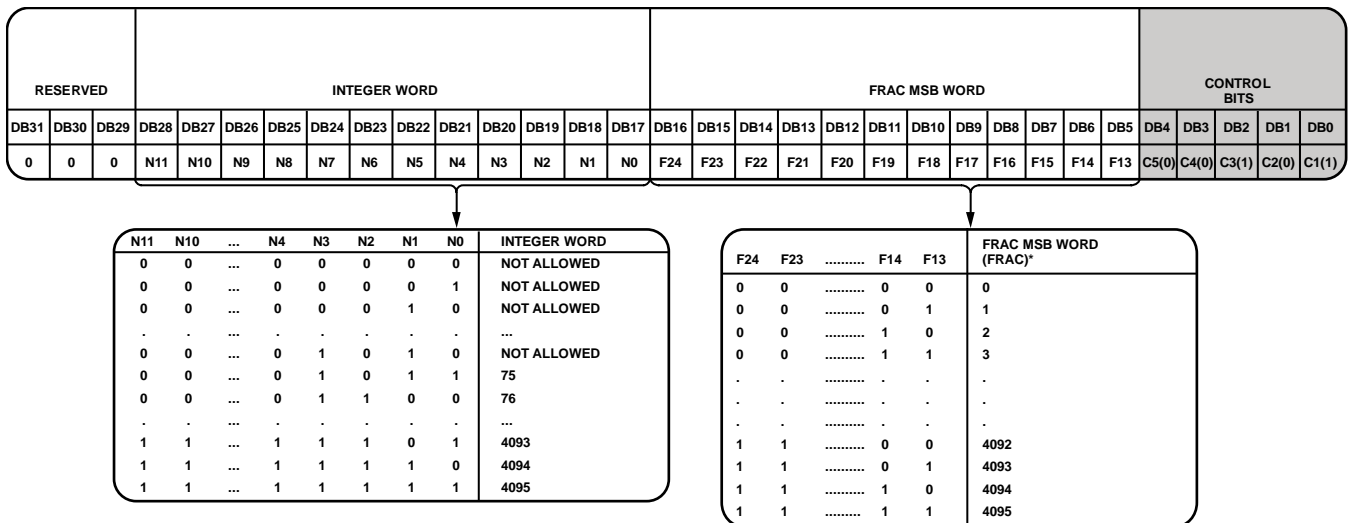 RESERVED INTEGER WORD FRAC MSB WORD CONTROL BITS
DB31 DB30 DB29 DB28 DB27 DB26 DB25 DB24 DB23 DB22 DB21 DB20 DB19 DB18 DB17 DB16 DB15 DB14 DB13 DB12 DB11 DB10 DB9 DB8 DB7 DB6 DB5 DB4 DB3 DB2 DB1 DB0
0 0 0 N11 N10 N9 N8 N7 N6 N5 N4 N3 N2 N1 N0 F24 F23 F22 F21 F20 F19 F18 F17 F16 F15 F14 F13 C5(0) C4(0) C3(1) C2(0) C1(1)
N11 N10 ... N4 N3 N2 N1 N0 INTEGER WORD
0 0 ... 0 0 0 0 0 NOT ALLOWED
0 0 ... 0 0 0 0 1 NOT ALLOWED
0 0 ... 0 0 0 1 0 NOT ALLOWED
. . ... . . . . . ...
0 0 ... 0 1 0 1 0 NOT ALLOWED
0 0 ... 0 1 0 1 1 75
0 0 ... 0 1 1 0 0 76
. . ... . . . . . ...
1 1 ... 1 1 1 0 1 4093
1 1 ... 1 1 1 1 0 4094
1 1 ... 1 1 1 1 1 4095
F24 F23 .......... F14 F13 FRAC MSB WORD
(FRAC)*
0 0 .......... 0 0 0
0 0 .......... 0 1 1
0 0 .......... 1 0 2
0 0 .......... 1 1 3
. . .......... . . .
. . .......... . . .
. . .......... . . .
1 1 .......... 0 0 4092
1 1 .......... 0 1 4093
1 1 .......... 1 0 4094
1 1 ......... 1 1 4095